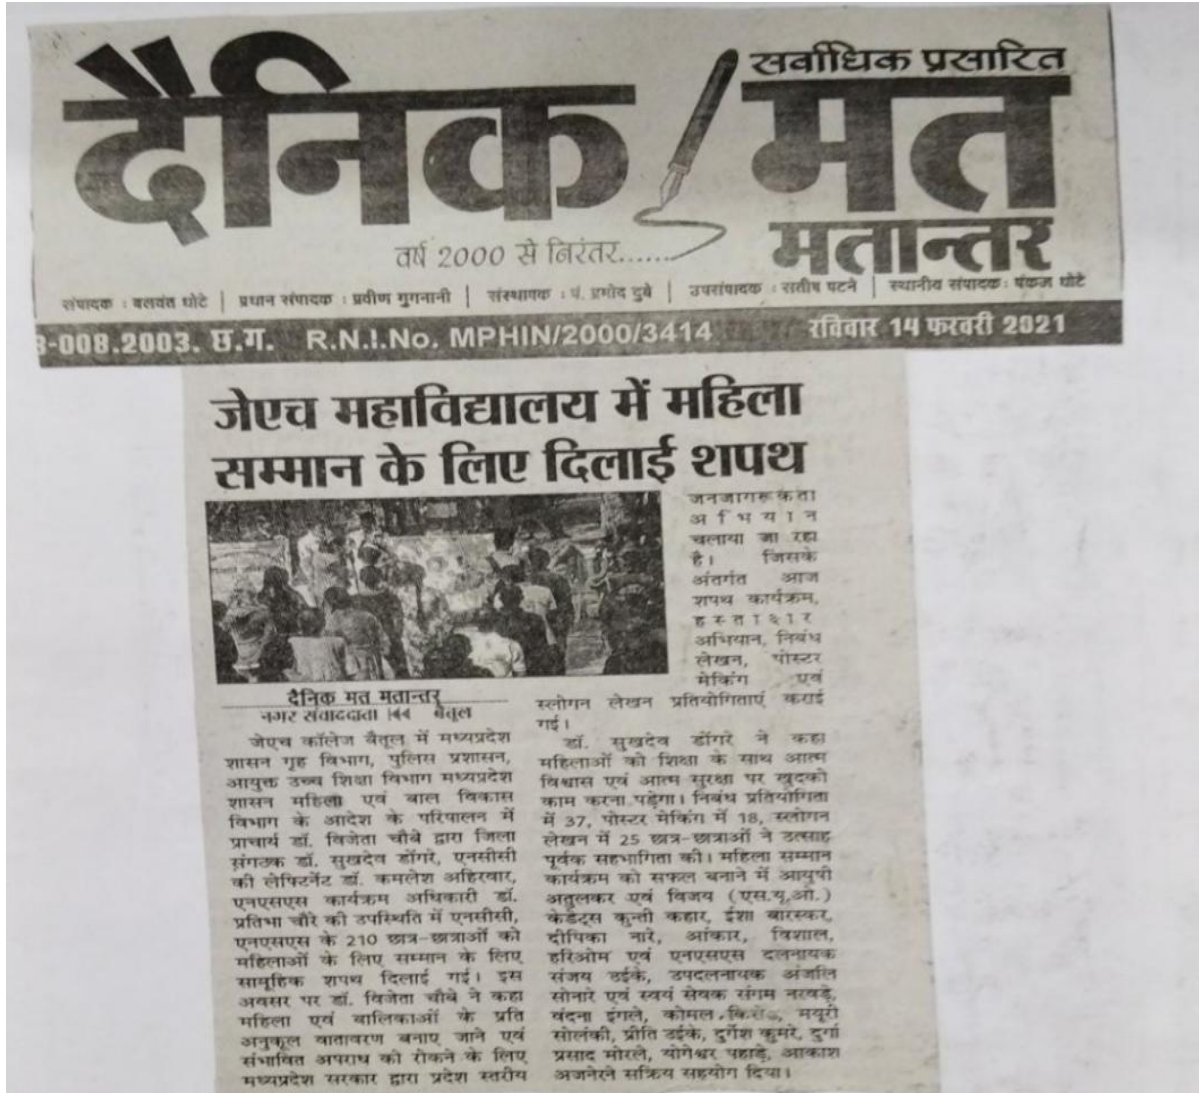 दैनिक मत
सर्वाधिक प्रसारित
मतान्तर
वर्ष 2000 से निरंतर......
संपादक : बलवंत धोटे | प्रधान संपादक : प्रवीण गुगनानी | संस्थापक : पं. प्रमोद दुबे | उपसंपादक : सतीष पटने | स्थानीय संपादक : पंकज धोटे
3-008.2003. छ.ग. R.N.I.No. MPHIN/2000/3414 रविवार 14 फरवरी 2021
जेएच महाविद्यालय में महिला
सम्मान के लिए दिलाई शपथ
दैनिक मत मतान्तर
नगर संवाददाता बैतूल
जेएच कॉलेज बैतूल में मध्यप्रदेश
शासन गृह विभाग, पुलिस प्रशासन,
आयुक्त उच्च शिक्षा विभाग मध्यप्रदेश
शासन महिला एवं बाल विकास
विभाग के आदेश के परिपालन में
प्राचार्य डॉ. विजेता चौबे द्वारा जिला
संगठक डॉ. सुखदेव डोंगरे, एनसीसी
की लेफ्टिनेंट डॉ. कमलेश अहिरवार,
एनएसएस कार्यक्रम अधिकारी डॉ.
प्रतिभा चौरे की उपस्थिति में एनसीसी,
एनएसएस के 210 छात्र-छात्राओं को
महिलाओं के लिए सम्मान के लिए
सामूहिक शपथ दिलाई गई। इस
अवसर पर डॉ. विजेता चौबे ने कहा
महिला एवं बालिकाओं के प्रति
अनुकूल वातावरण बनाए जाने एवं
संभावित अपराध को रोकने के लिए
मध्यप्रदेश सरकार द्वारा प्रदेश स्तरीय
जनजागरूकता
अभियान
चलाया जा रहा
है। जिसके
अंतर्गत आज
शपथ कार्यक्रम,
हस्ताक्षर
अभियान, निबंध
लेखन, पोस्टर
मेकिंग एवं
स्लोगन लेखन प्रतियोगिताएं कराई
गई।
डॉ. सुखदेव डोंगरे ने कहा
महिलाओं को शिक्षा के साथ आत्म
विश्वास एवं आत्म सुरक्षा पर खुदको
काम करना पड़ेगा। निबंध प्रतियोगिता
में 37, पोस्टर मेकिंग में 18, स्लोगन
लेखन में 25 छात्र-छात्राओं ने उत्साह
पूर्वक सहभागिता की। महिला सम्मान
कार्यक्रम को सफल बनाने में आयुषी
अतुलकर एवं विजय (एस.यू.ओ.)
केडेट्स कुन्ती कहार, ईशा बारस्कर,
दीपिका नारे, ओंकार, विशाल,
हरिओम एवं एनएसएस दलनायक
संजय उईके, उपदलनायक अंजलि
सोनारे एवं स्वयं सेवक संगम नरवड़े,
वंदना इंगले, कोमल मयूरी
सोलंकी, प्रीति उईके, दुर्गेश कुमरे, दुर्गा
प्रसाद मोरले, योगेश्वर पहाड़े, आकाश
अजनेरने सक्रिय सहयोग दिया।